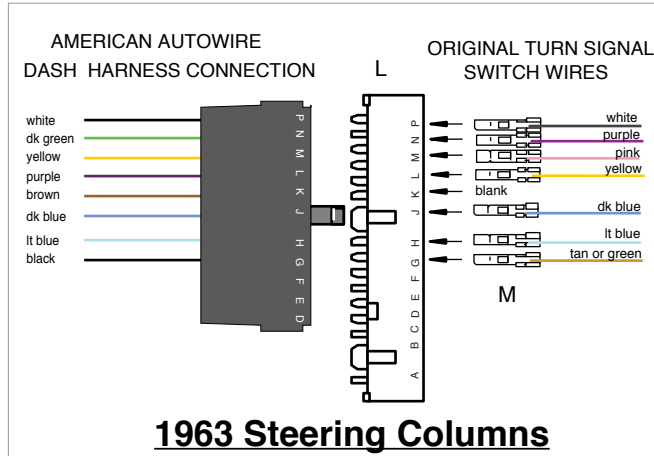 AMERICAN AUTOWIRE
DASH HARNESS CONNECTION
L
ORIGINAL TURN SIGNAL
SWITCH WIRES
white
dk green
yellow
purple
brown
dk blue
lt blue
black
P
N
M
L
K
J
H
G
F
E
D
P
N
M
L
K
J
H
G
F
E
D
C
B
A
white
purple
pink
yellow
blank
dk blue
lt blue
tan or green
M
1963 Steering Columns